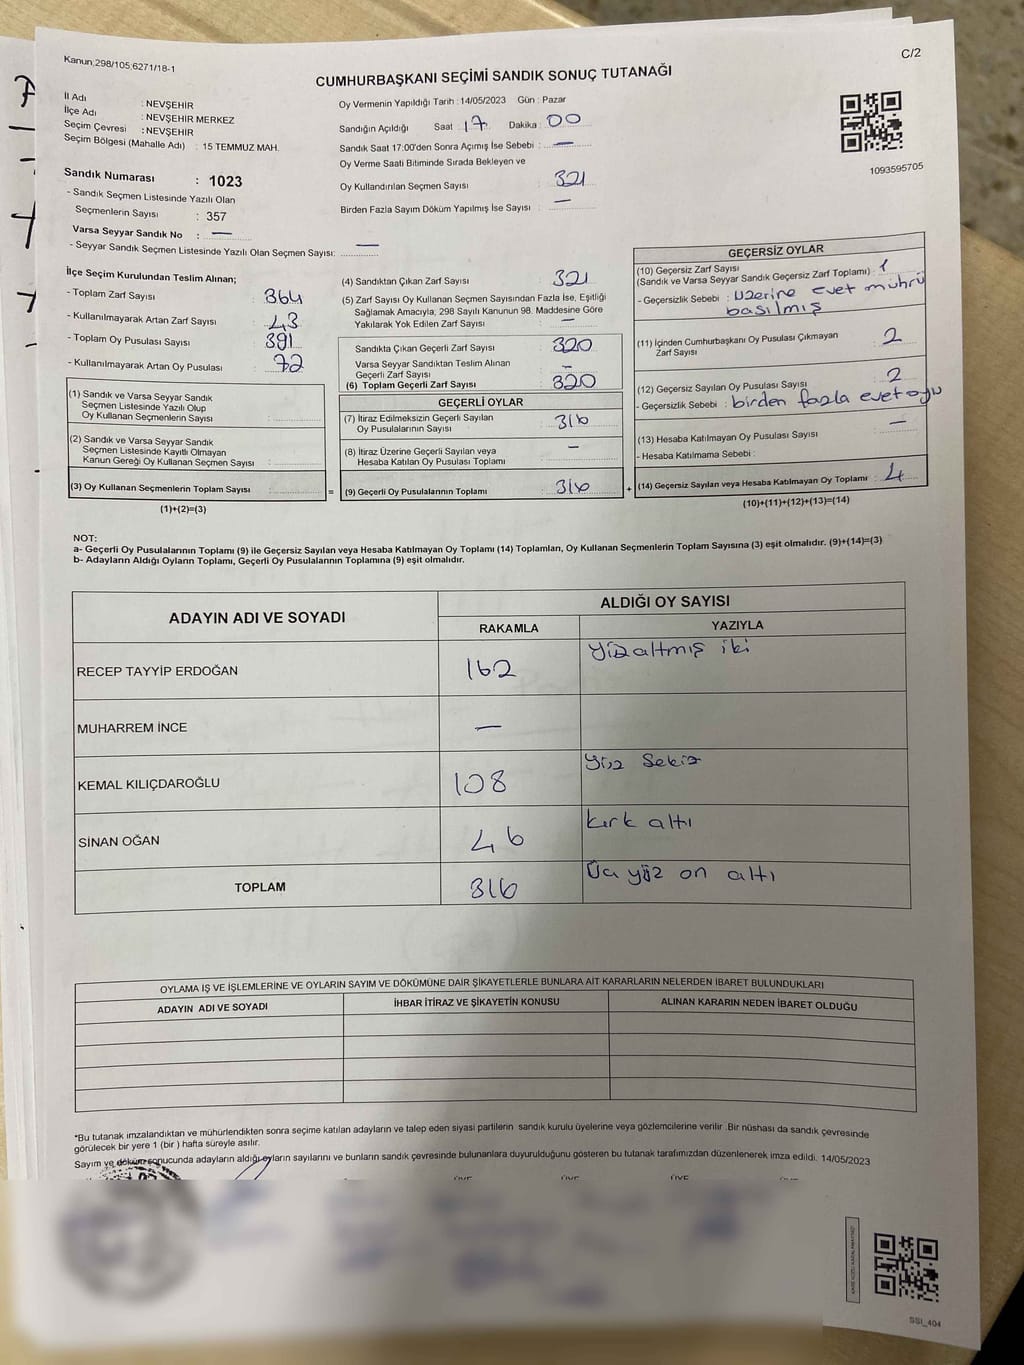 Kanun;298/105;6271/18-1
C/2
CUMHURBAŞKANI SEÇİMİ SANDIK SONUÇ TUTANAĞI
İl Adı : NEVŞEHİR
İlçe Adı : NEVŞEHİR MERKEZ
Seçim Çevresi : NEVŞEHİR
Seçim Bölgesi (Mahalle Adı) : 15 TEMMUZ MAH.
Sandık Numarası : 1023
- Sandık Seçmen Listesinde Yazılı Olan
Seçmenlerin Sayısı : 357
Varsa Seyyar Sandık No : —
- Seyyar Sandık Seçmen Listesinde Yazılı Olan Seçmen Sayısı: —
Oy Vermenin Yapıldığı Tarih : 14/05/2023 Gün : Pazar
Sandığın Açıldığı Saat : 17 Dakika : 00
Sandık Saat 17:00'den Sonra Açımış İse Sebebi : —
Oy Verme Saati Bitiminde Sırada Bekleyen ve
Oy Kullandırılan Seçmen Sayısı : 321
Birden Fazla Sayım Döküm Yapılmış İse Sayısı : —
1093595705
İlçe Seçim Kurulundan Teslim Alınan;
- Toplam Zarf Sayısı : 364
- Kullanılmayarak Artan Zarf Sayısı : 43
- Toplam Oy Pusulası Sayısı : 391
- Kullanılmayarak Artan Oy Pusulası : 72
(1) Sandık ve Varsa Seyyar Sandık
Seçmen Listesinde Yazılı Olup
Oy Kullanan Seçmenlerin Sayısı :
(2) Sandık ve Varsa Seyyar Sandık
Seçmen Listesinde Kayıtlı Olmayan
Kanun Gereği Oy Kullanan Seçmen Sayısı :
(3) Oy Kullanan Seçmenlerin Toplam Sayısı : =
(1)+(2)=(3)
(4) Sandıktan Çıkan Zarf Sayısı : 321
(5) Zarf Sayısı Oy Kullanan Seçmen Sayısından Fazla İse, Eşitliği
Sağlamak Amacıyla, 298 Sayılı Kanunun 98. Maddesine Göre
Yakılarak Yok Edilen Zarf Sayısı : —
Sandıkta Çıkan Geçerli Zarf Sayısı : 320
Varsa Seyyar Sandıktan Teslim Alınan
Geçerli Zarf Sayısı : —
(6) Toplam Geçerli Zarf Sayısı : 320
GEÇERLİ OYLAR
(7) İtiraz Edilmeksizin Geçerli Sayılan
Oy Pusulalarının Sayısı : 316
(8) İtiraz Üzerine Geçerli Sayılan veya
Hesaba Katılan Oy Pusulası Toplamı : —
(9) Geçerli Oy Pusulalarının Toplamı : 316 +
GEÇERSİZ OYLAR
(10) Geçersiz Zarf Sayısı
(Sandık ve Varsa Seyyar Sandık Geçersiz Zarf Toplamı) : 1
- Geçersizlik Sebebi : Üzerine evet mührü
basılmış
(11) İçinden Cumhurbaşkanı Oy Pusulası Çıkmayan
Zarf Sayısı : 2
(12) Geçersiz Sayılan Oy Pusulası Sayısı : 2
- Geçersizlik Sebebi : birden fazla evet oyu
(13) Hesaba Katılmayan Oy Pusulası Sayısı : —
- Hesaba Katılmama Sebebi :
(14) Geçersiz Sayılan veya Hesaba Katılmayan Oy Toplamı : 4
(10)+(11)+(12)+(13)=(14)
NOT:
a- Geçerli Oy Pusulalarının Toplamı (9) ile Geçersiz Sayılan veya Hesaba Katılmayan Oy Toplamı (14) Toplamları, Oy Kullanan Seçmenlerin Toplam Sayısına (3) eşit olmalıdır. (9)+(14)=(3)
b- Adayların Aldığı Oyların Toplamı, Geçerli Oy Pusulalarının Toplamına (9) eşit olmalıdır.
ADAYIN ADI VE SOYADI
ALDIĞI OY SAYISI
RAKAMLA YAZIYLA
RECEP TAYYİP ERDOĞAN 162 Yüz altmış iki
MUHARREM İNCE —
KEMAL KILIÇDAROĞLU 108 Yüz Sekiz
SİNAN OĞAN 46 kırk altı
TOPLAM 316 Üç yüz on altı
OYLAMA İŞ VE İŞLEMLERİNE VE OYLARIN SAYIM VE DÖKÜMÜNE DAİR ŞİKAYETLERLE BUNLARA AİT KARARLARIN NELERDEN İBARET BULUNDUKLARI
ADAYIN ADI VE SOYADI İHBAR İTİRAZ VE ŞİKAYETİN KONUSU ALINAN KARARIN NEDEN İBARET OLDUĞU
*Bu tutanak imzalandıktan ve mühürlendikten sonra seçime katılan adayların ve talep eden siyasi partilerin sandık kurulu üyelerine veya gözlemcilerine verilir .Bir nüshası da sandık çevresinde
görülecek bir yere 1 (bir ) hafta süreyle asılır.
Sayım ve döküm sonucunda adayların aldığı oyların sayılarını ve bunların sandık çevresinde bulunanlara duyurulduğunu gösteren bu tutanak tarafımızdan düzenlenerek imza edildi. 14/05/2023
SSI_404